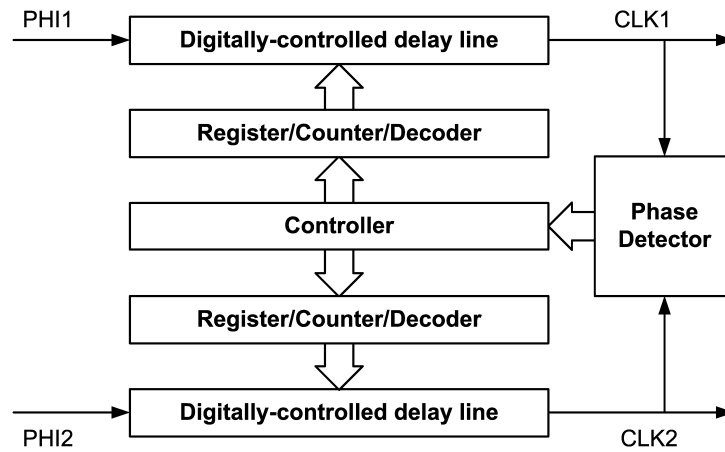 PHI1
CLK1
Digitally-controlled delay line
Register/Counter/Decoder
Controller
Phase
Detector
Register/Counter/Decoder
Digitally-controlled delay line
PHI2
CLK2